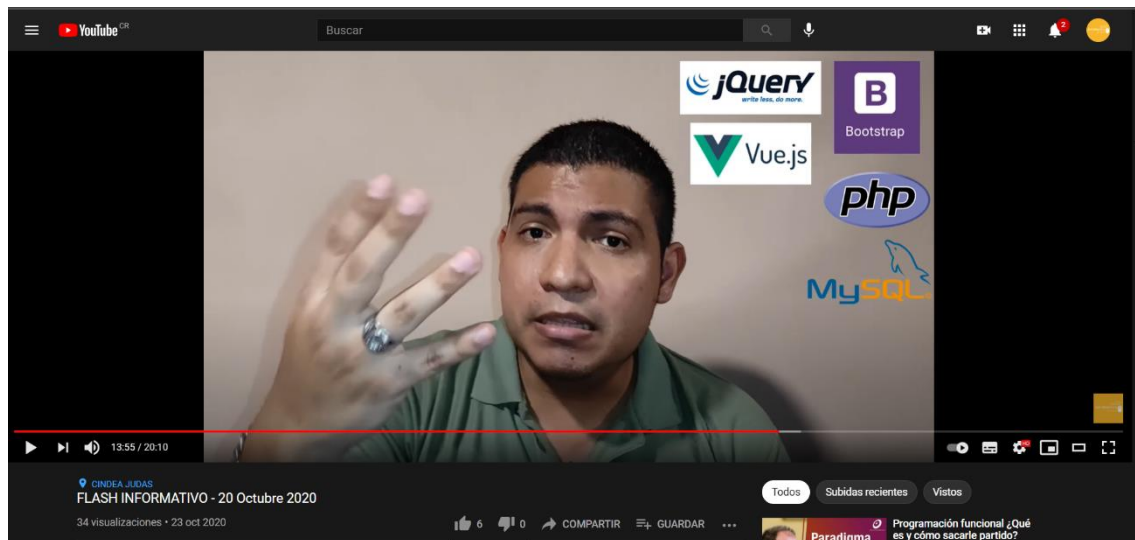 YouTube CR
Buscar
2
jQuery
write less, do more.
B
Bootstrap
Vue.js
php
MySQL
13:55 / 20:10
HD
CINDEA JUDAS
FLASH INFORMATIVO - 20 Octubre 2020
34 visualizaciones • 23 oct 2020
6
0
COMPARTIR
GUARDAR
Todos
Subidas recientes
Vistos
Paradigma
Programación funcional ¿Qué
es y cómo sacarle partido?